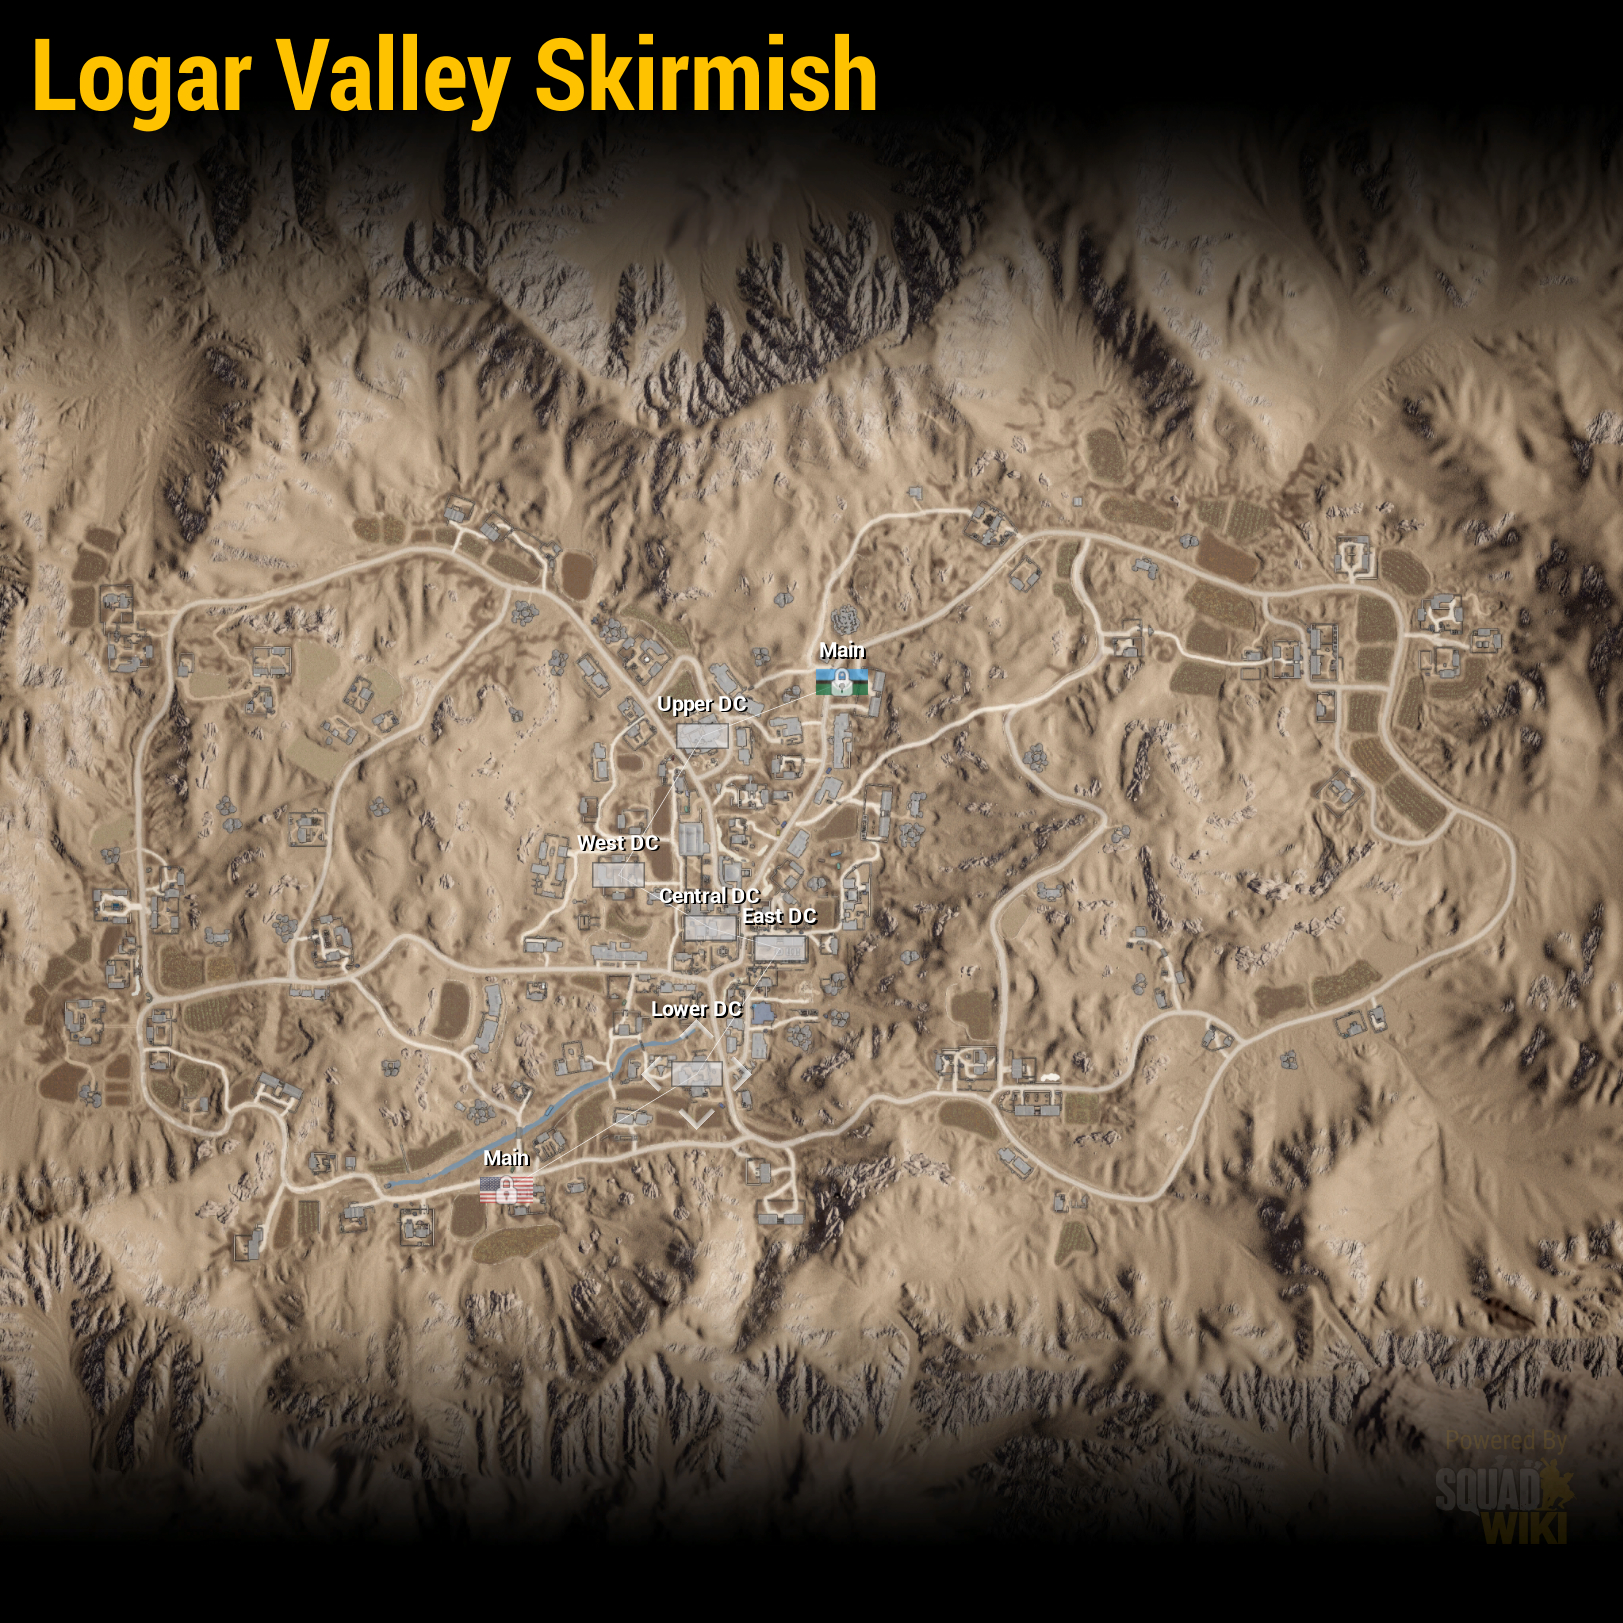 Logar Valley Skirmish
Main
Upper DC
West DC
Central DC
East DC
Lower DC
Main
Powered By
SQUAD
WIKI